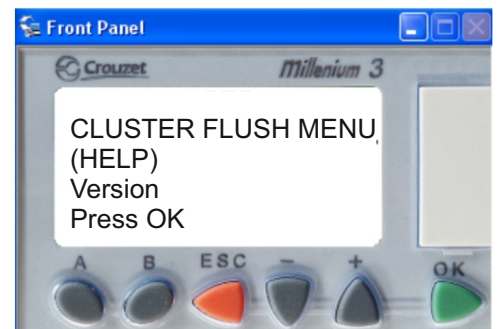 Front Panel
Crouzet
Millenium 3
CLUSTER FLUSH MENU
(HELP)
Version
Press OK
A B ESC - + OK